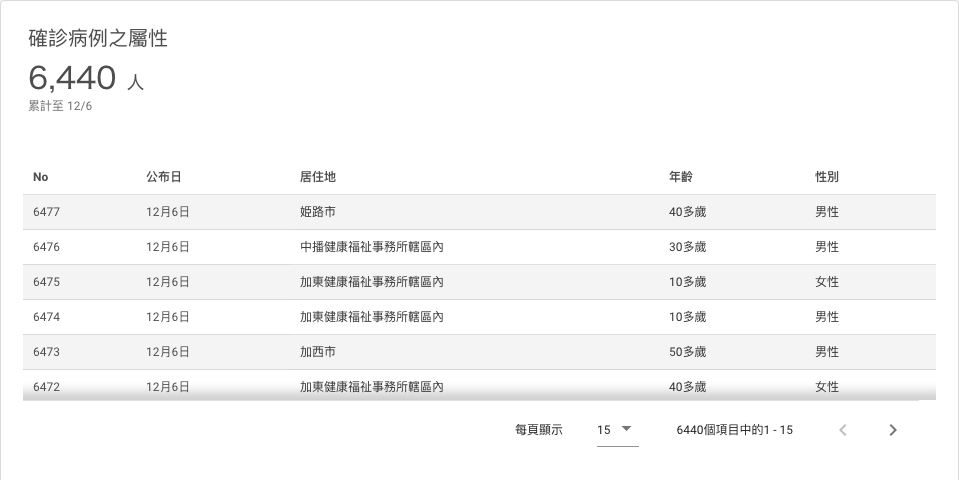 確診病例之屬性
6,440 人
累計至 12/6
No 公布日 居住地 年齡 性別
6477 12月6日 姫路市 40多歲 男性
6476 12月6日 中播健康福祉事務所轄區內 30多歲 男性
6475 12月6日 加東健康福祉事務所轄區內 10多歲 女性
6474 12月6日 加東健康福祉事務所轄區內 10多歲 男性
6473 12月6日 加西市 50多歲 男性
6472 12月6日 加東健康福祉事務所轄區內 40多歲 女性
每頁顯示 15 6440個項目中的1 - 15